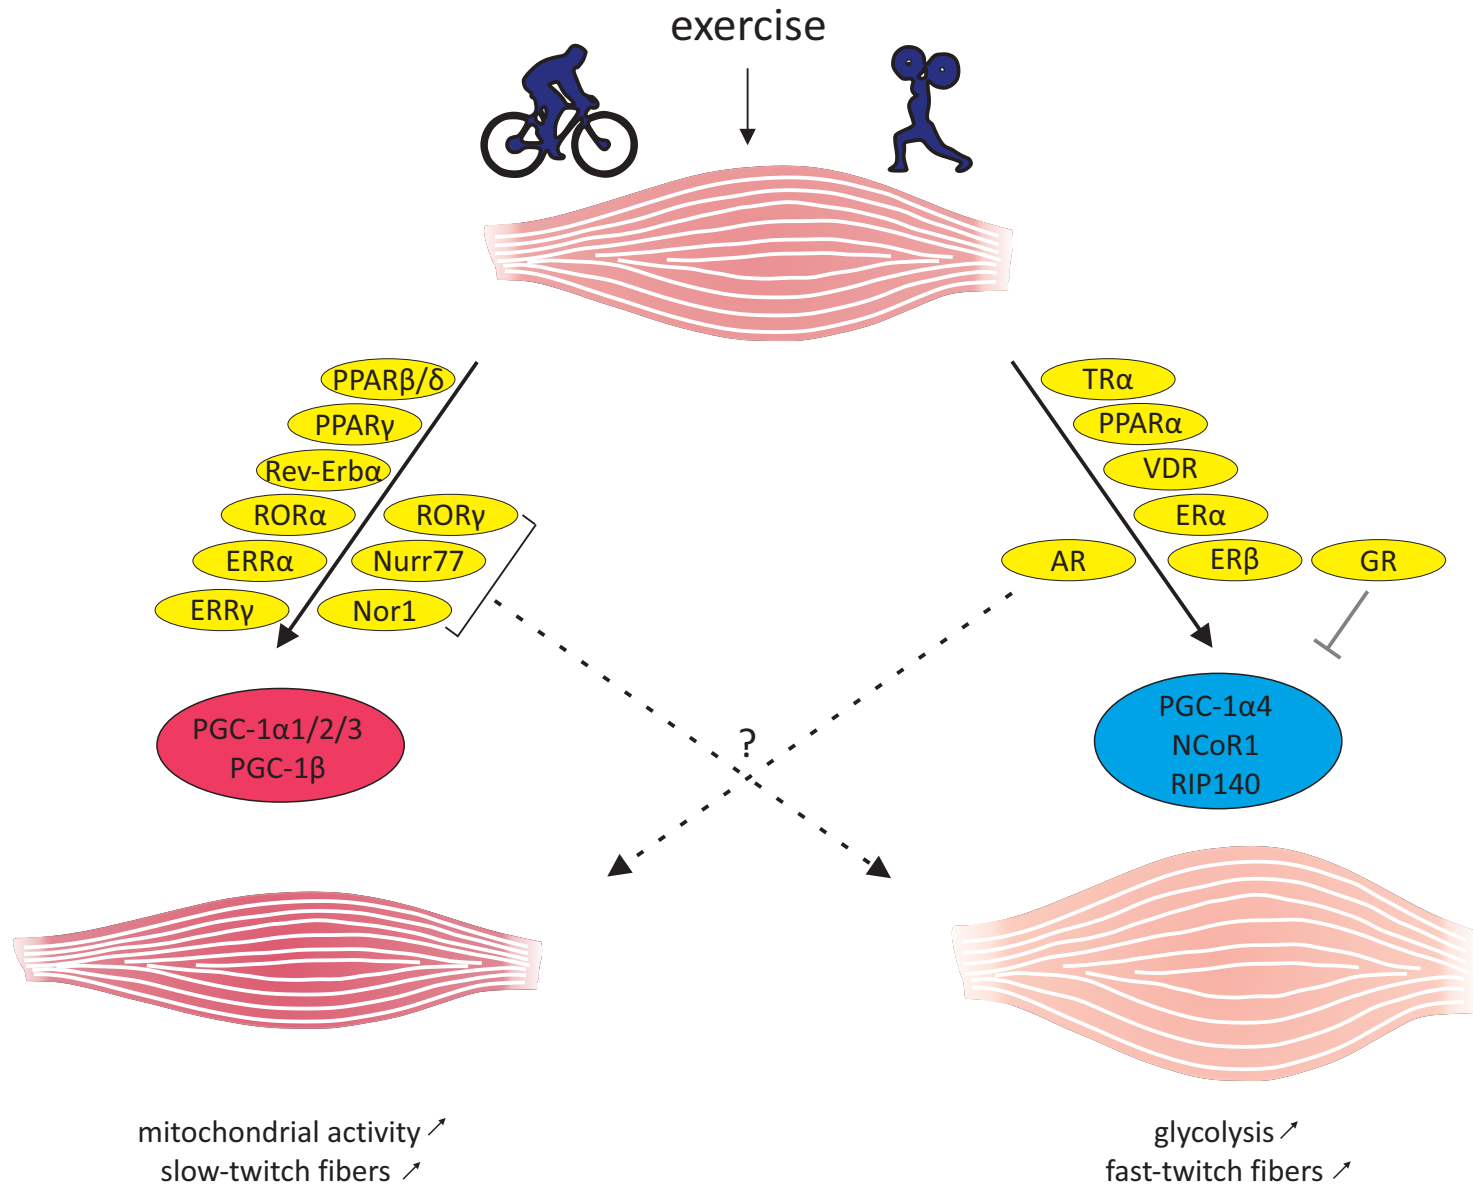 exercise
PPARβ/δ
PPARγ
Rev-Erbα
RORα
RORγ
ERRα
Nurr77
ERRγ
Nor1
TRα
PPARα
VDR
ERα
AR
ERβ
GR
PGC-1α1/2/3
PGC-1β
?
PGC-1α4
NCoR1
RIP140
mitochondrial activity ↗
slow-twitch fibers ↗
glycolysis ↗
fast-twitch fibers ↗